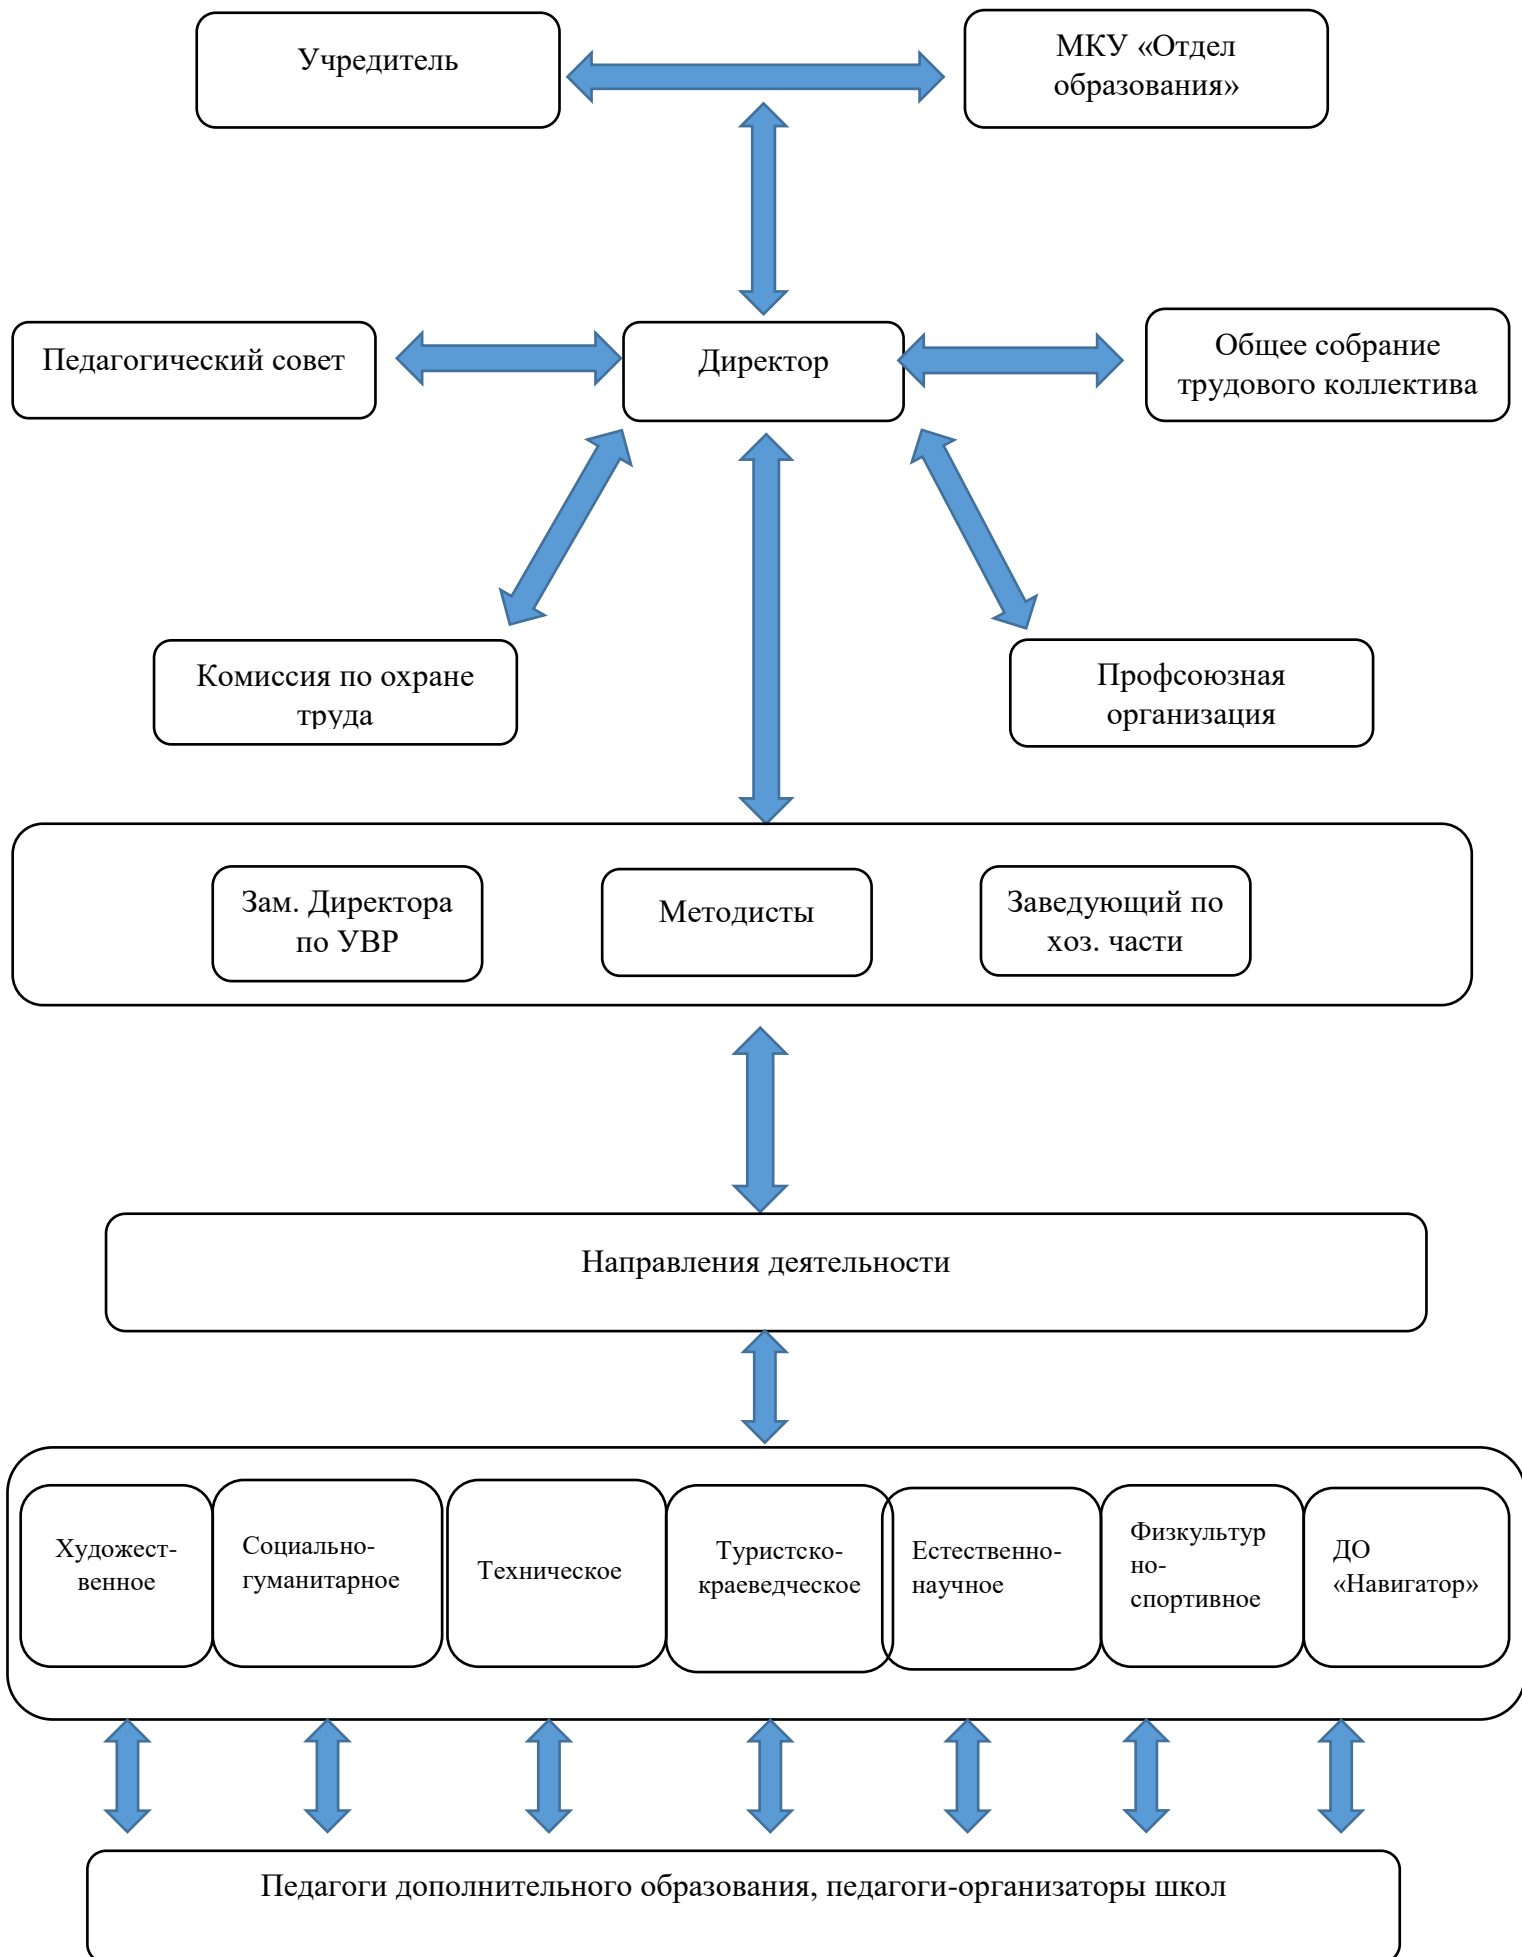 Учредитель
МКУ «Отдел
образования»
Педагогический совет
Директор
Общее собрание
трудового коллектива
Комиссия по охране
труда
Профсоюзная
организация
Зам. Директора
по УВР
Методисты
Заведующий по
хоз. части
Направления деятельности
Художест-
венное
Социально-
гуманитарное
Техническое
Туристско-
краеведческое
Естественно-
научное
Физкультур
но-
спортивное
ДО
«Навигатор»
Педагоги дополнительного образования, педагоги-организаторы школ